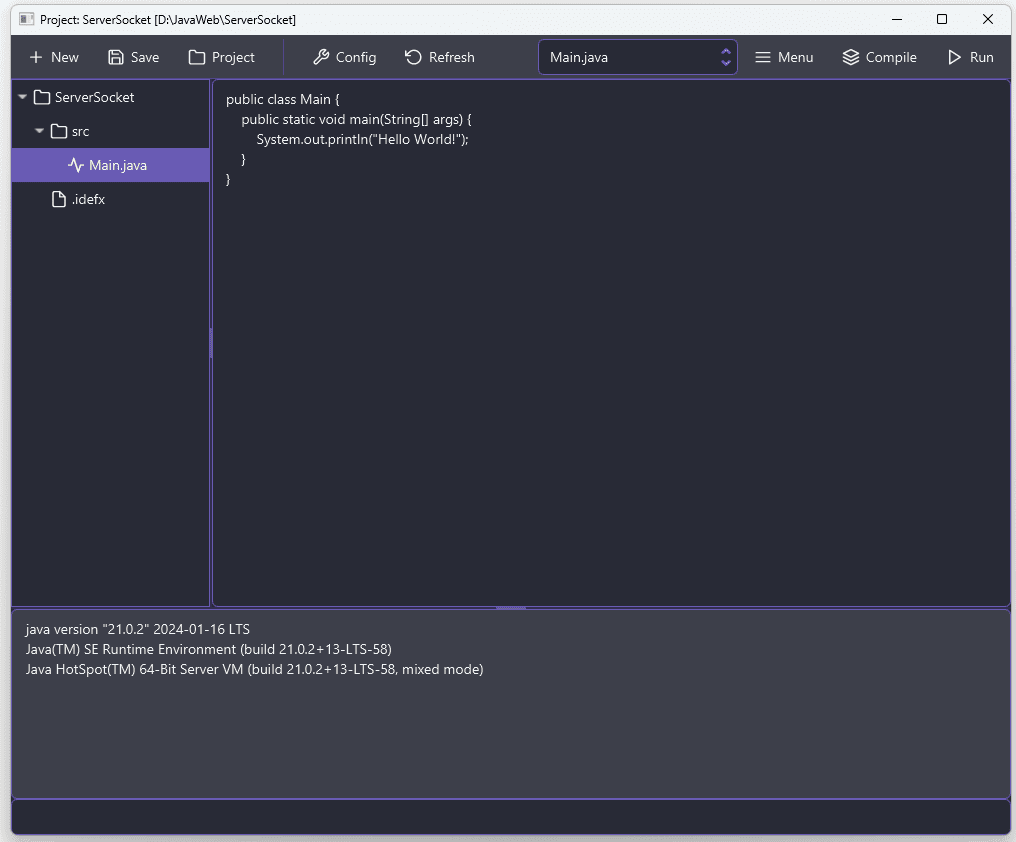 Project: ServerSocket [D:\JavaWeb\ServerSocket]
New Save Project Config Refresh Main.java Menu Compile Run
ServerSocket
src
Main.java
.idefx
public class Main {
    public static void main(String[] args) {
        System.out.println("Hello World!");
    }
}
java version "21.0.2" 2024-01-16 LTS
Java(TM) SE Runtime Environment (build 21.0.2+13-LTS-58)
Java HotSpot(TM) 64-Bit Server VM (build 21.0.2+13-LTS-58, mixed mode)